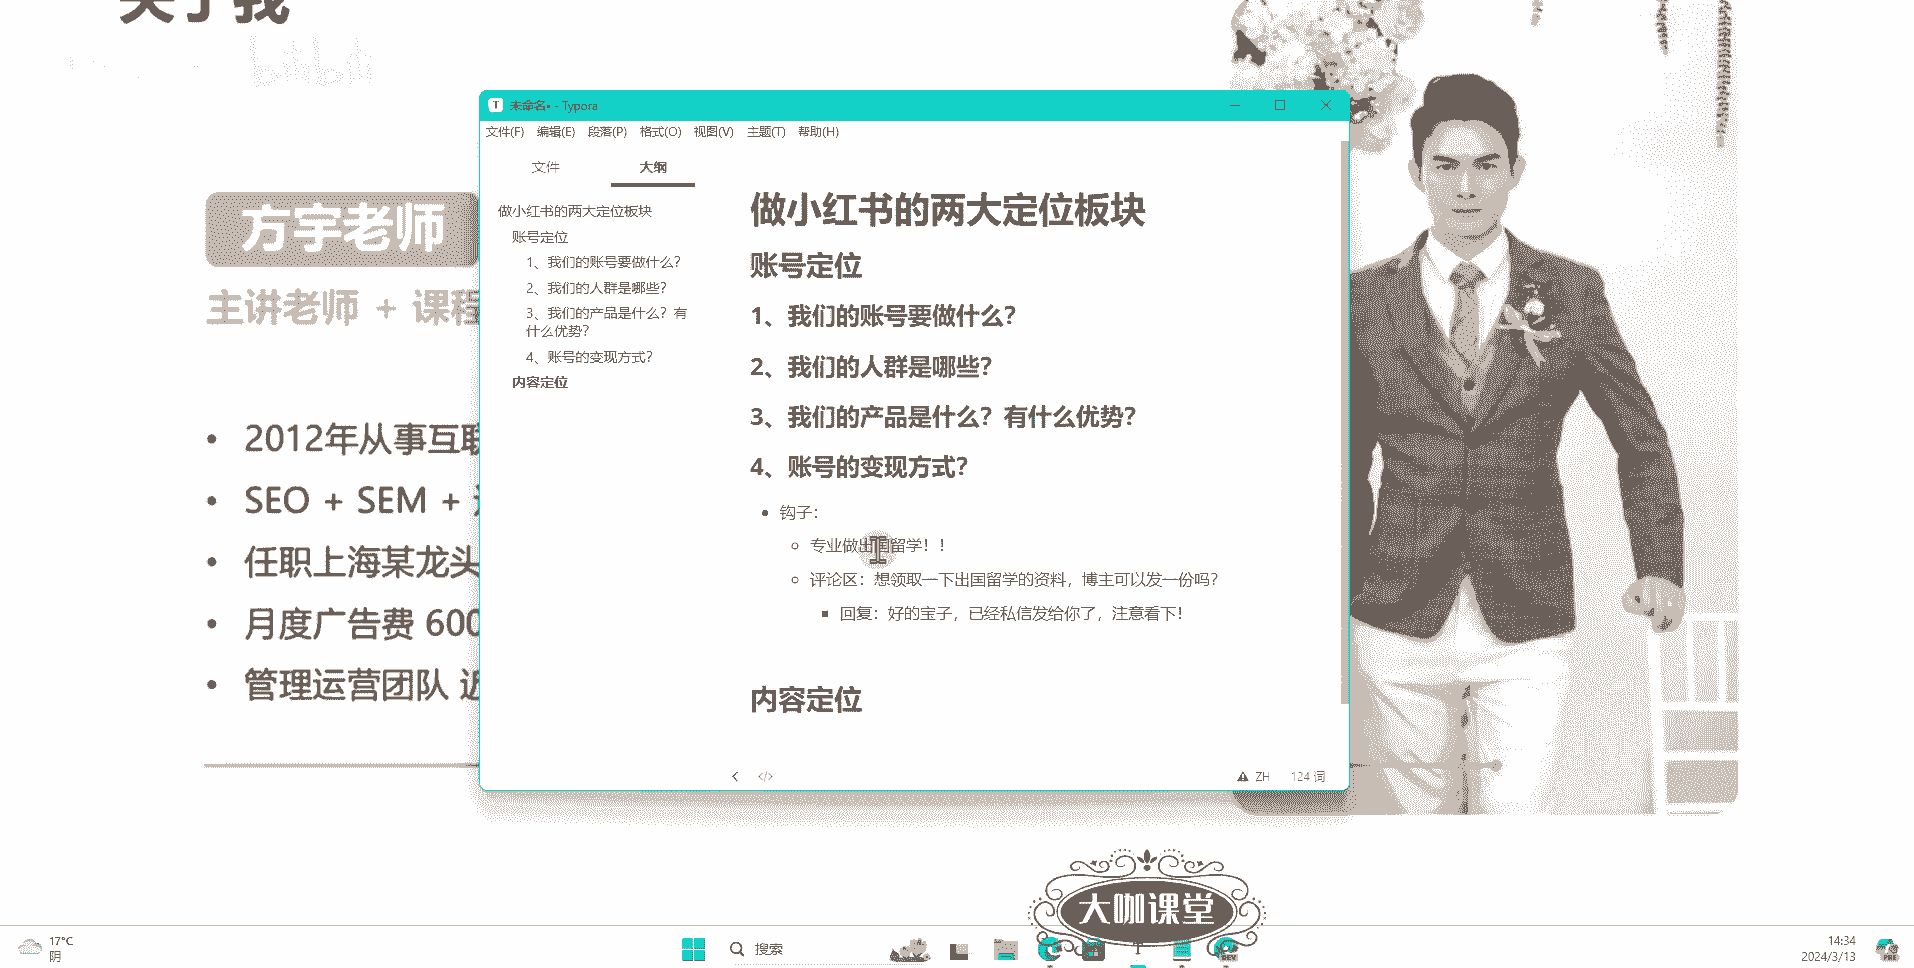 关于我
bilibili
方宇老师
主讲老师 + 课程
2012年从事互联
SEO + SEM +
任职上海某龙头
月度广告费 600
管理运营团队 近
未命名• - Typora
文件(F) 编辑(E) 段落(P) 格式(O) 视图(V) 主题(T) 帮助(H)
文件 大纲
做小红书的两大定位板块
账号定位
1、我们的账号要做什么?
2、我们的人群是哪些?
3、我们的产品是什么? 有
什么优势?
4、账号的变现方式?
内容定位
做小红书的两大定位板块
账号定位
1、我们的账号要做什么?
2、我们的人群是哪些?
3、我们的产品是什么? 有什么优势?
4、账号的变现方式?
钩子:
专业做出国留学! !
评论区: 想领取一下出国留学的资料, 博主可以发一份吗?
回复: 好的宝子, 已经私信发给你了, 注意看下!
内容定位
ZH 124 词
大咖课堂
17°C
阴
搜索
DEV
14:34
2024/3/13
PRE